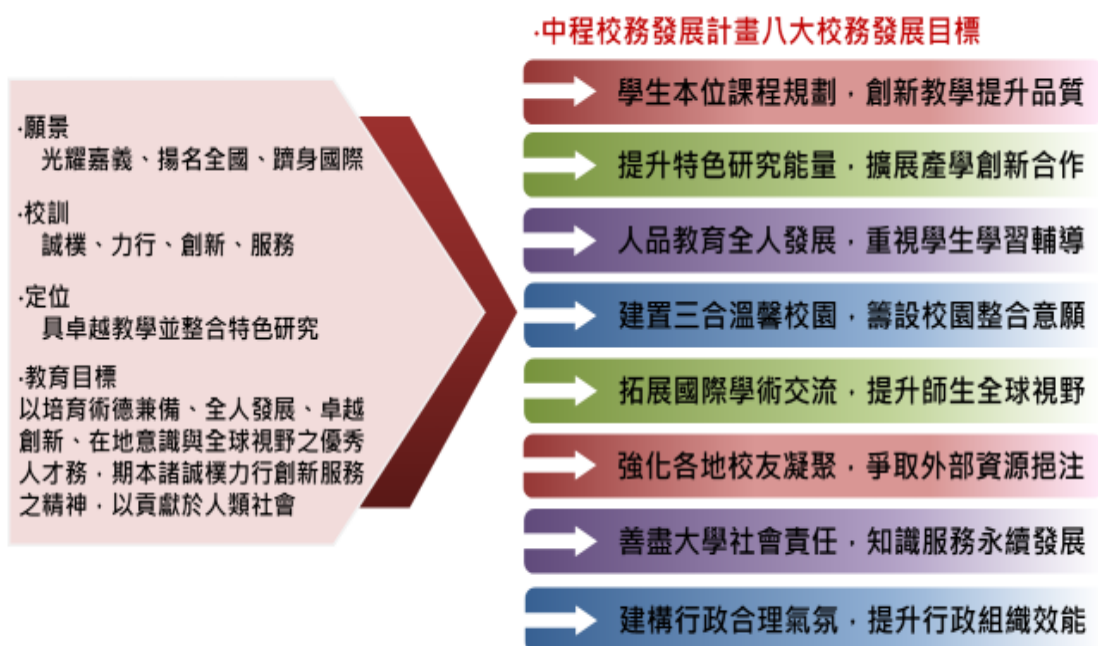 ·願景
光耀嘉義、揚名全國、躋身國際
·校訓
誠樸、力行、創新、服務
·定位
具卓越教學並整合特色研究
·教育目標
以培育術德兼備、全人發展、卓越
創新、在地意識與全球視野之優秀
人才務，期本諸誠樸力行創新服務
之精神，以貢獻於人類社會
·中程校務發展計畫八大校務發展目標
學生本位課程規劃，創新教學提升品質
提升特色研究能量，擴展產學創新合作
人品教育全人發展，重視學生學習輔導
建置三合溫馨校園，籌設校園整合意願
拓展國際學術交流，提升師生全球視野
強化各地校友凝聚，爭取外部資源挹注
善盡大學社會責任，知識服務永續發展
建構行政合理氣氛，提升行政組織效能